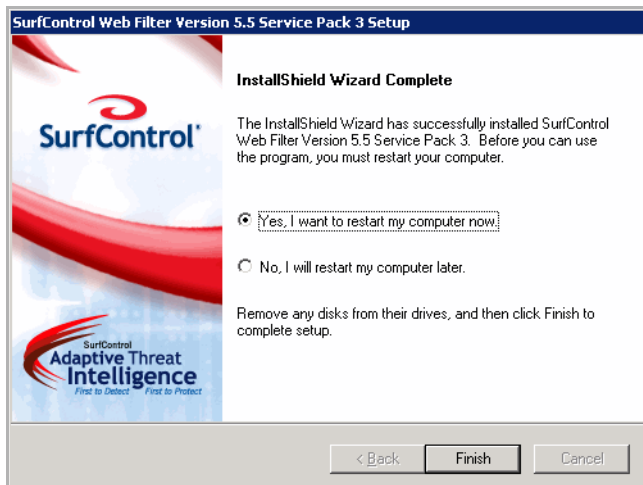 SurfControl Web Filter Version 5.5 Service Pack 3 Setup
InstallShield Wizard Complete
The InstallShield Wizard has successfully installed SurfControl
Web Filter Version 5.5 Service Pack 3. Before you can use
the program, you must restart your computer.
Yes, I want to restart my computer now.
No, I will restart my computer later.
Remove any disks from their drives, and then click Finish to
complete setup.
SurfControl
SurfControl
Adaptive Threat
Intelligence
First to Detect First to Protect
< Back
Finish
Cancel